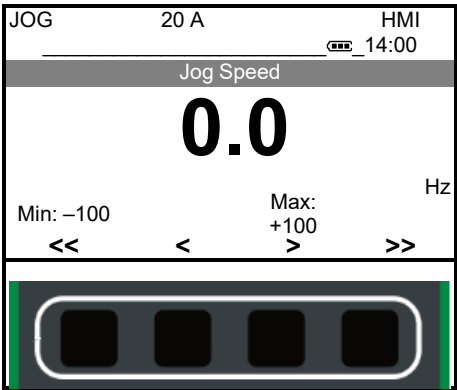 JOG 20 A HMI
14:00
Jog Speed
0.0
Hz
Min: –100 Max:
+100
<< < > >>